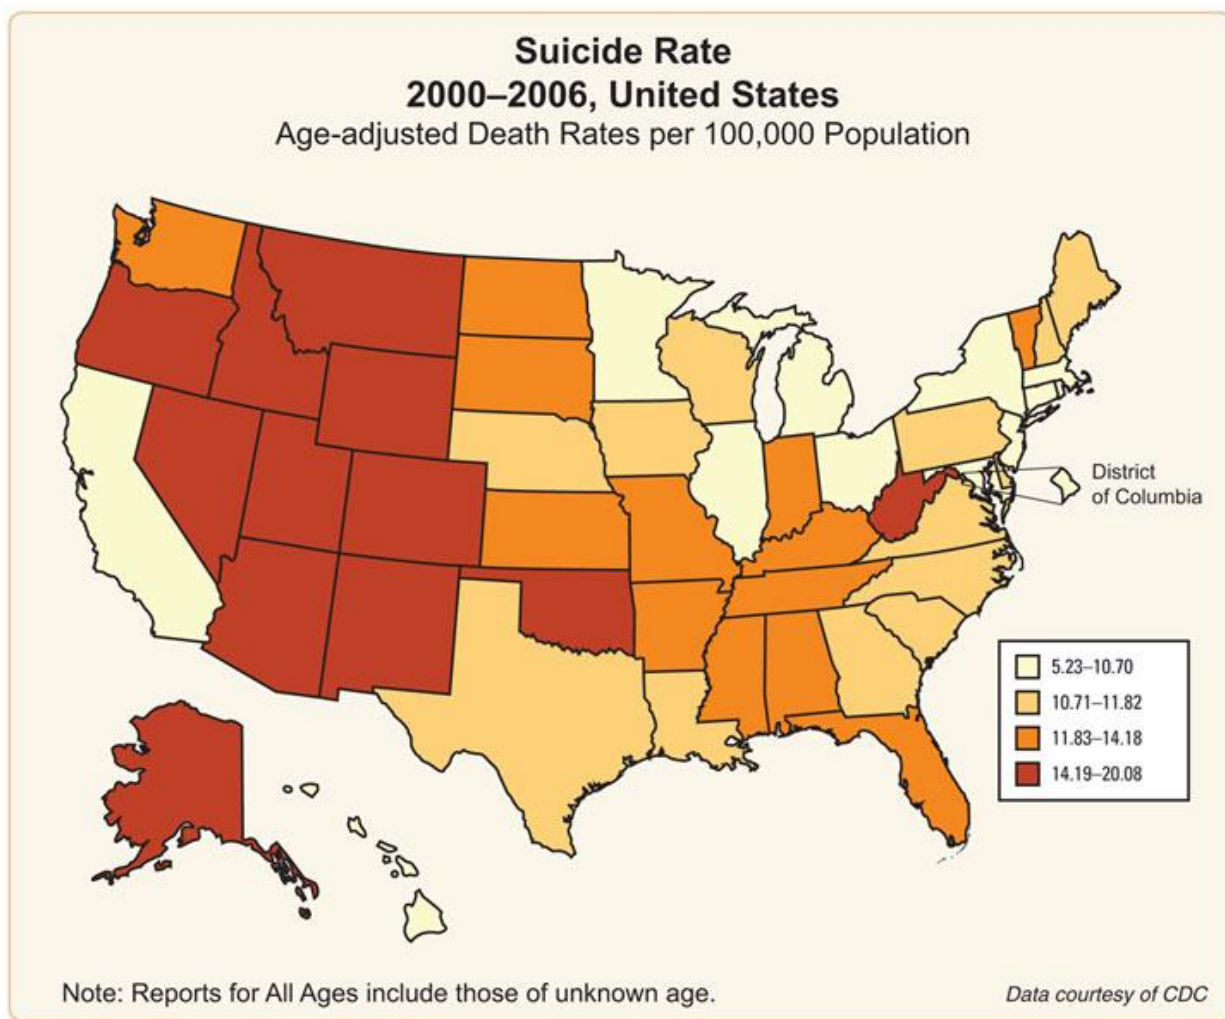 Suicide Rate
2000–2006, United States
Age-adjusted Death Rates per 100,000 Population
District
of Columbia
5.23–10.70
10.71–11.82
11.83–14.18
14.19–20.08
Note: Reports for All Ages include those of unknown age.
Data courtesy of CDC